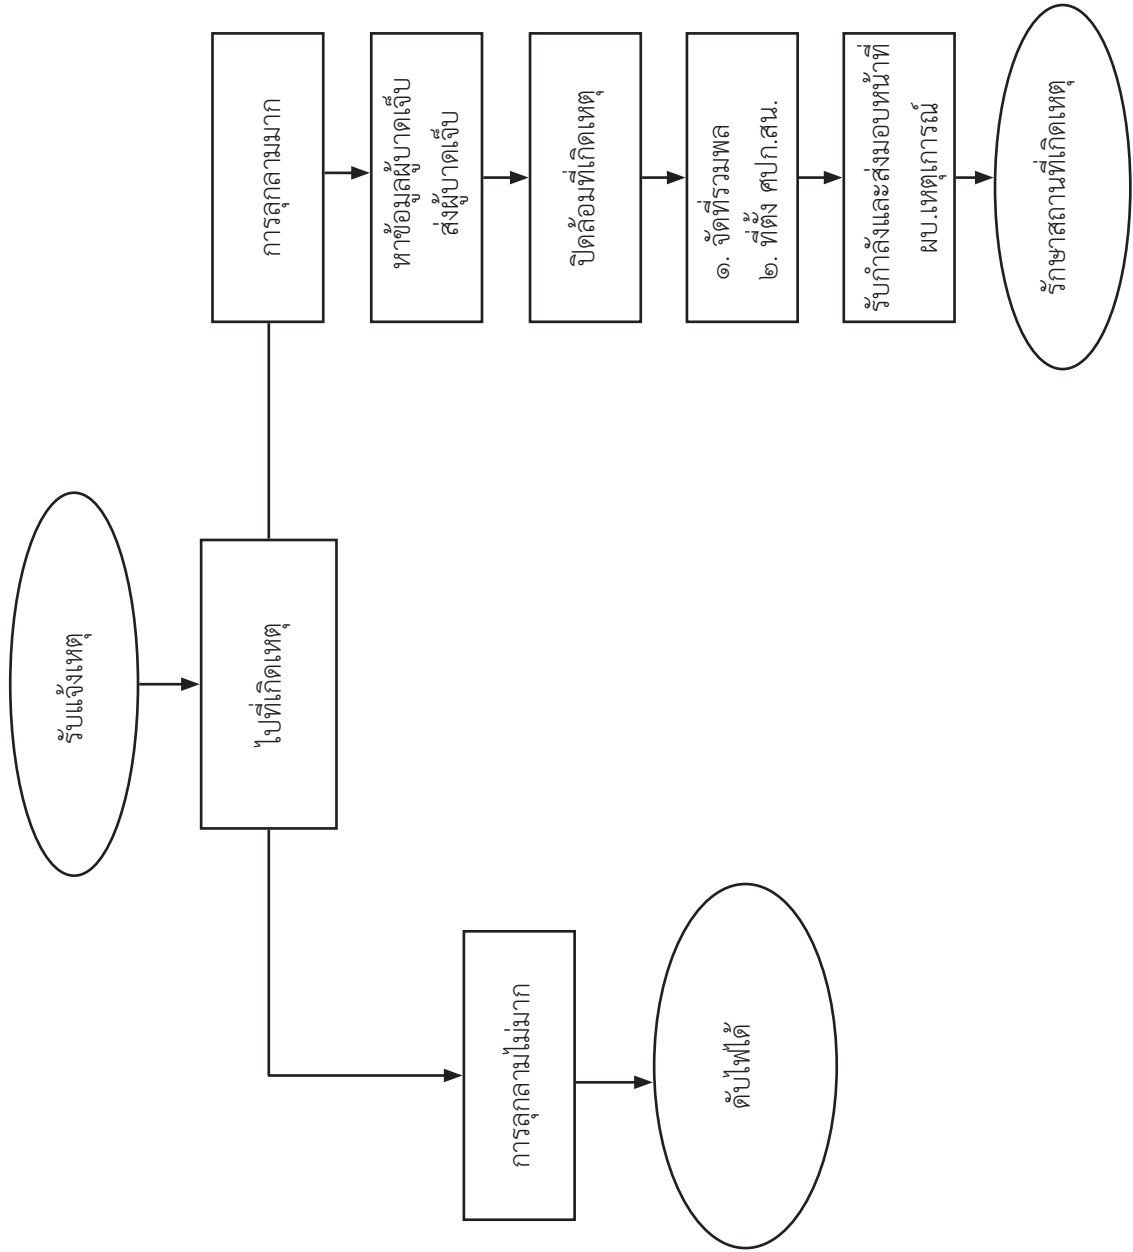 รับแจ้งเหตุ
ไปที่เกิดเหตุ
การลุกลามไม่มาก
ดับไฟได้
การลุกลามมาก
หาข้อมูลผู้บาดเจ็บ
ส่งผู้บาดเจ็บ
ปิดล้อมที่เกิดเหตุ
๑. จัดที่รวมพล
๒. ที่ตั้ง ศปก.สน.
รับกำลังและส่งมอบหน้าที่
ผบ.เหตุการณ์
รักษาสถานที่เกิดเหตุ